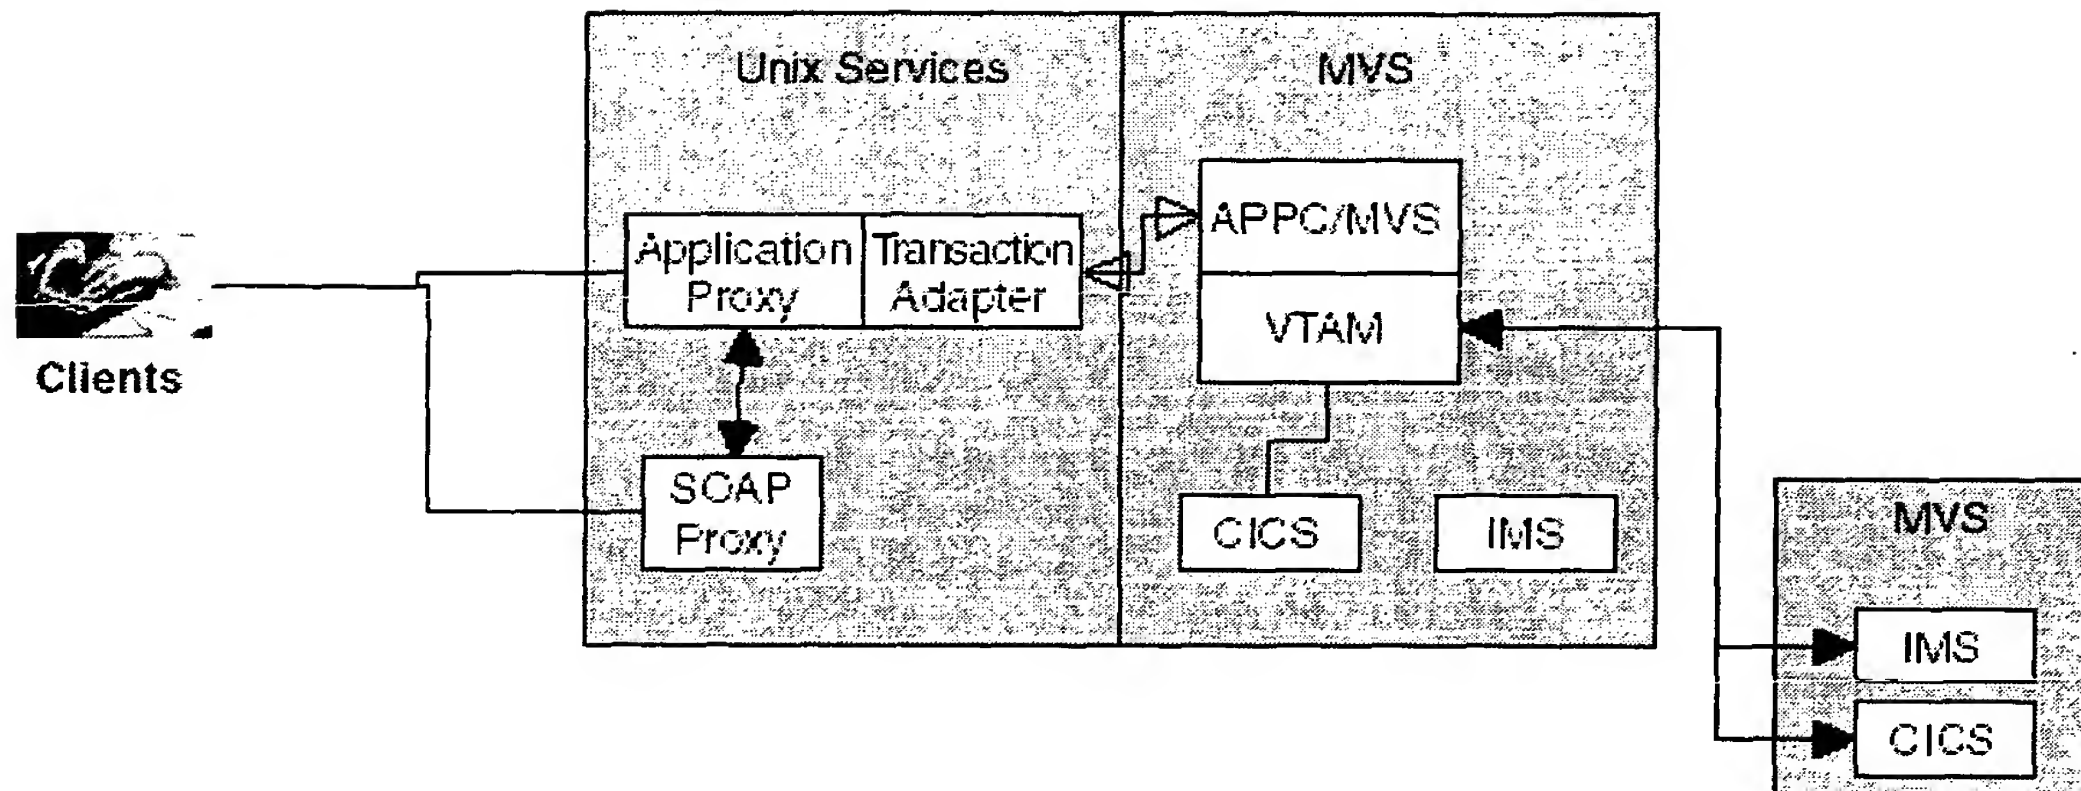 Unix Services
MVS
Application
Proxy
Transaction
Adapter
APPC/MVS
VTAM
Clients
SOAP
Proxy
CICS
IMS
MVS
IMS
CICS